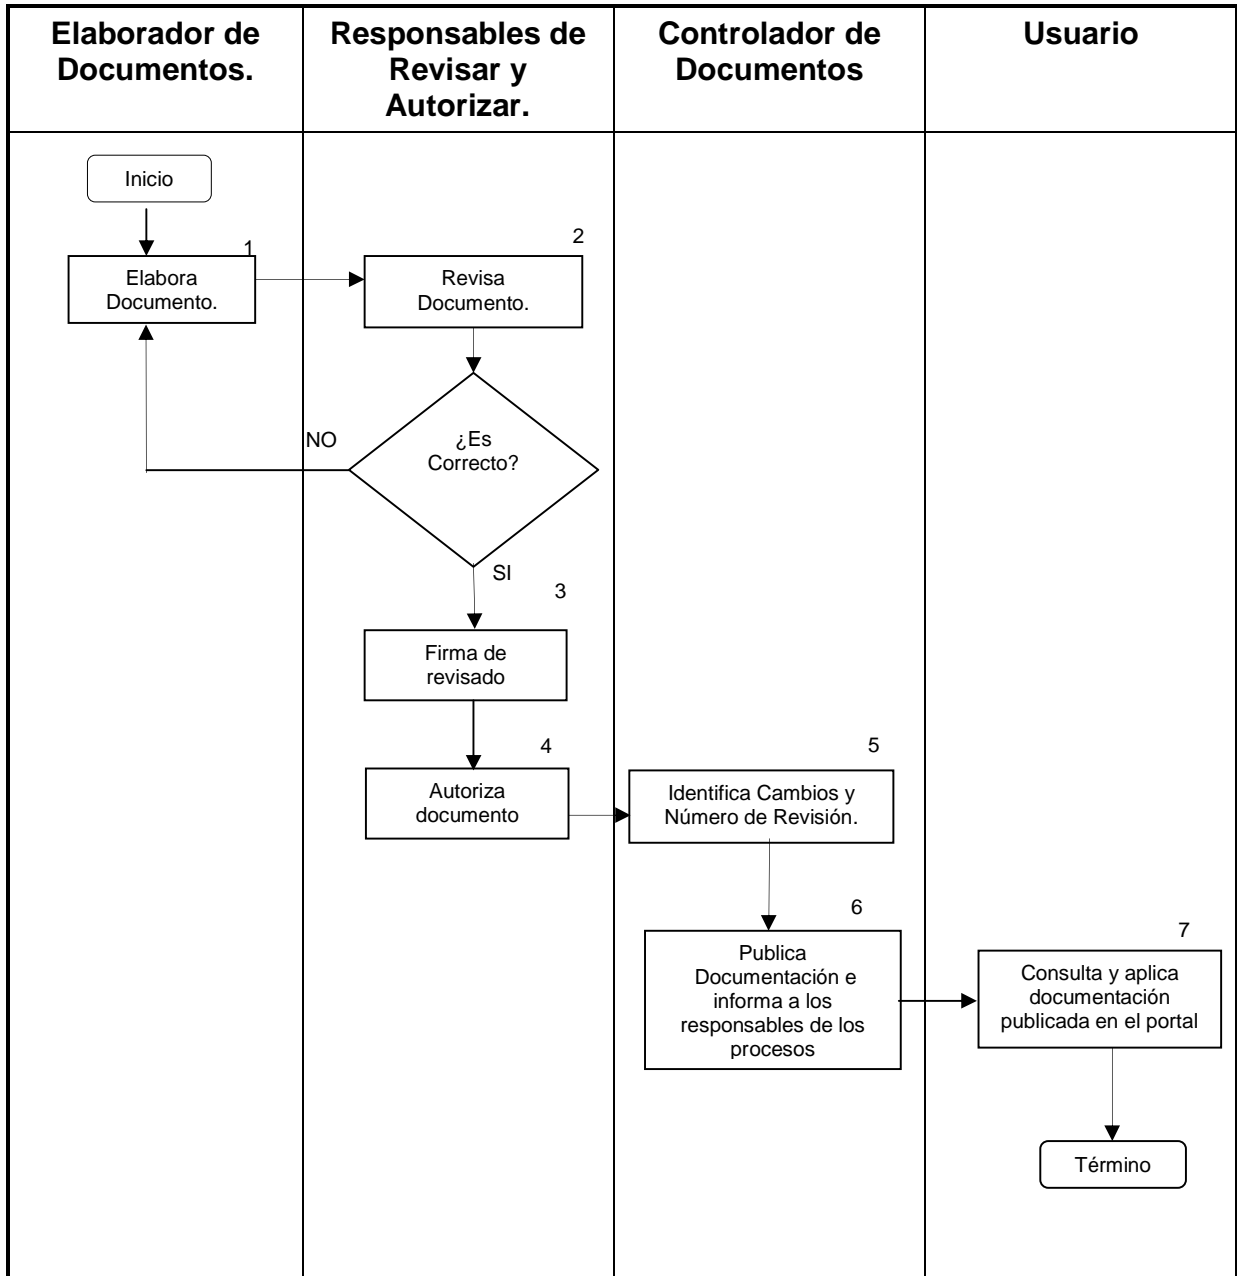 Elaborador de
Documentos.
Responsables de
Revisar y
Autorizar.
Controlador de
Documentos
Usuario
Inicio
1
Elabora
Documento.
2
Revisa
Documento.
¿Es
Correcto?
NO
SI
3
Firma de
revisado
4
Autoriza
documento
5
Identifica Cambios y
Número de Revisión.
6
Publica
Documentación e
informa a los
responsables de los
procesos
7
Consulta y aplica
documentación
publicada en el portal
Término